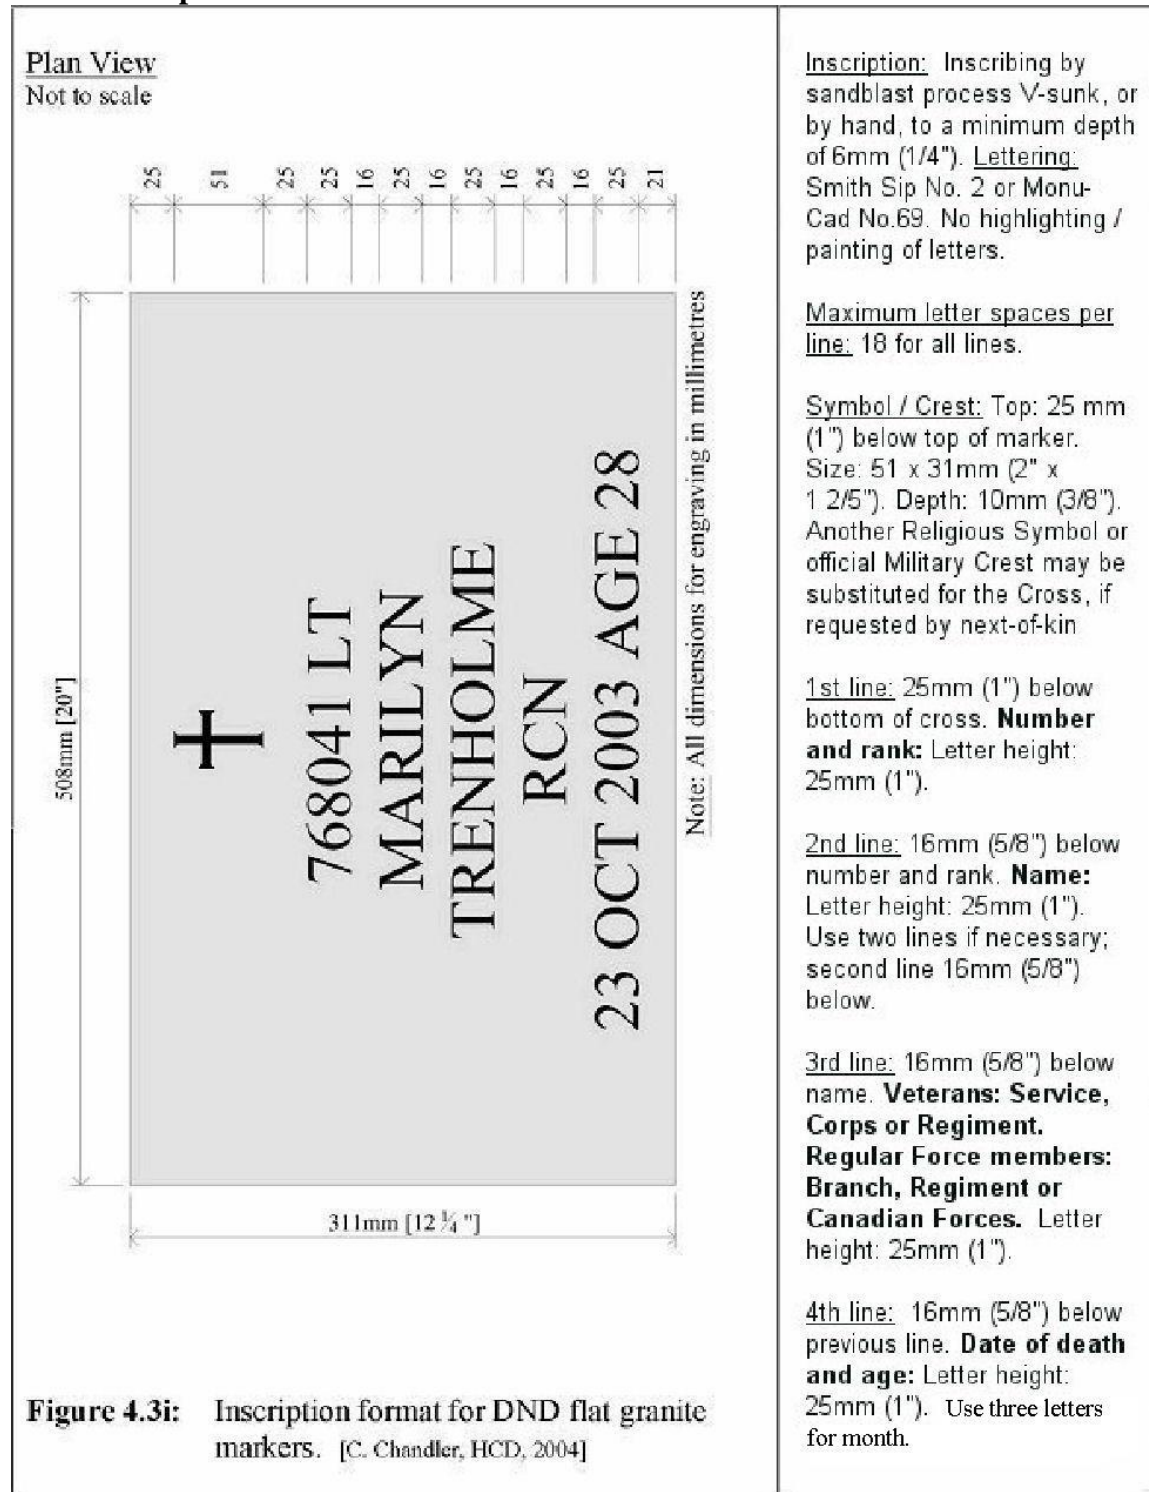 Plan View
Not to scale
25 51 25 25 16 25 16 25 16 25 16 25 21
508mm [20"]
76804I LT
MARILYN
TRENHOLME
RCN
23 OCT 2003 AGE 28
Note: All dimensions for engraving in millimetres
311mm [12 ¼ "]
Figure 4.3i: Inscription format for DND flat granite
markers. [C. Chandler, HCD, 2004]
Inscription: Inscribing by
sandblast process V-sunk, or
by hand, to a minimum depth
of 6mm (1/4"). Lettering:
Smith Sip No. 2 or Monu-
Cad No.69. No highlighting /
painting of letters.
Maximum letter spaces per
line: 18 for all lines.
Symbol / Crest: Top: 25 mm
(1") below top of marker.
Size: 51 x 31mm (2" x
1 2/5"). Depth: 10mm (3/8").
Another Religious Symbol or
official Military Crest may be
substituted for the Cross, if
requested by next-of-kin
1st line: 25mm (1") below
bottom of cross. Number
and rank: Letter height:
25mm (1").
2nd line: 16mm (5/8") below
number and rank. Name:
Letter height: 25mm (1").
Use two lines if necessary;
second line 16mm (5/8")
below.
3rd line: 16mm (5/8") below
name. Veterans: Service,
Corps or Regiment.
Regular Force members:
Branch, Regiment or
Canadian Forces. Letter
height: 25mm (1").
4th line: 16mm (5/8") below
previous line. Date of death
and age: Letter height:
25mm (1"). Use three letters
for month.